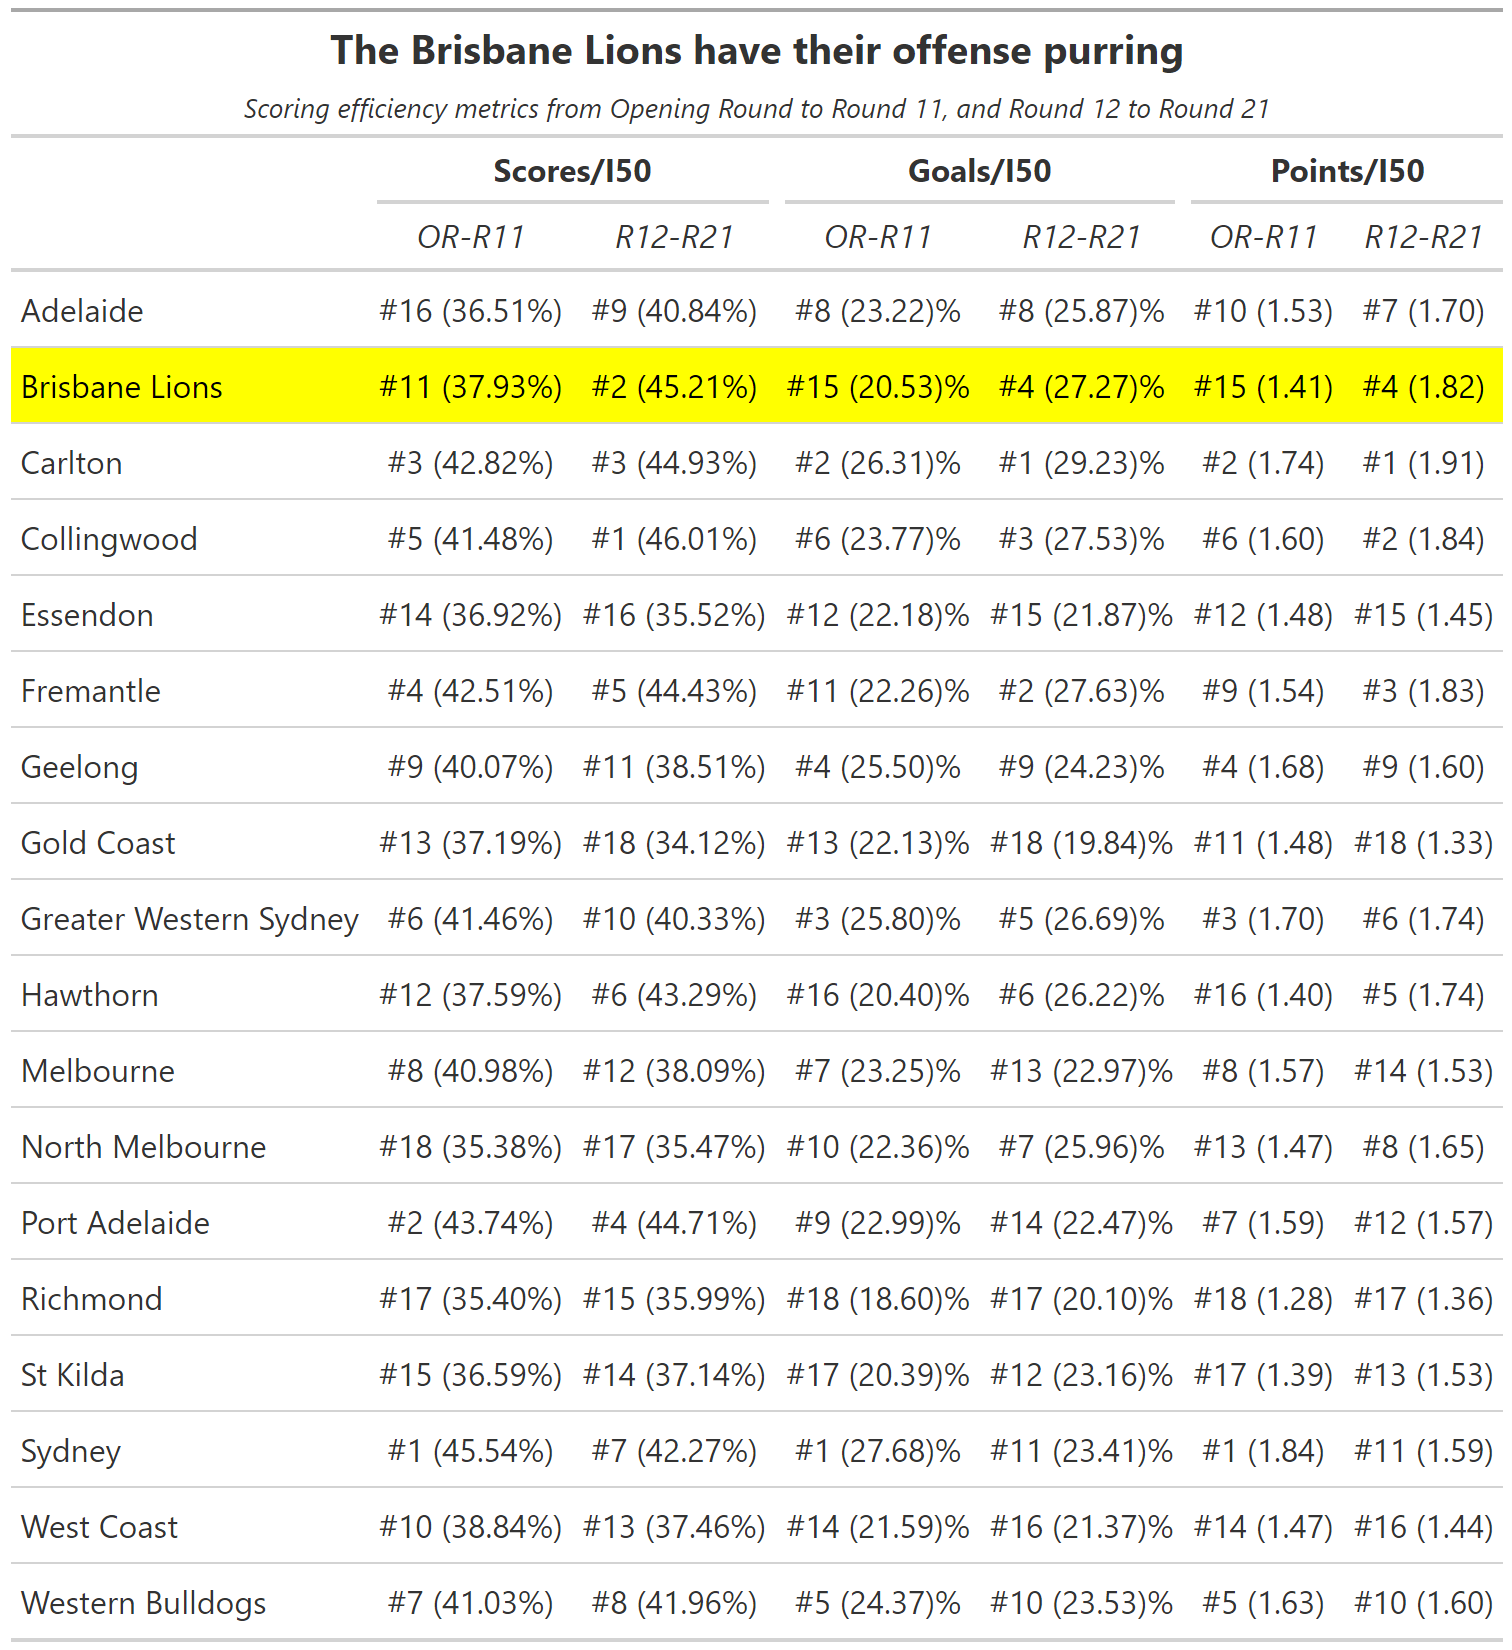 The Brisbane Lions have their offense purring
Scoring efficiency metrics from Opening Round to Round 11, and Round 12 to Round 21
Scores/I50 Goals/I50 Points/I50
OR-R11 R12-R21 OR-R11 R12-R21 OR-R11 R12-R21
Adelaide #16 (36.51%) #9 (40.84%) #8 (23.22)% #8 (25.87)% #10 (1.53) #7 (1.70)
Brisbane Lions #11 (37.93%) #2 (45.21%) #15 (20.53)% #4 (27.27)% #15 (1.41) #4 (1.82)
Carlton #3 (42.82%) #3 (44.93%) #2 (26.31)% #1 (29.23)% #2 (1.74) #1 (1.91)
Collingwood #5 (41.48%) #1 (46.01%) #6 (23.77)% #3 (27.53)% #6 (1.60) #2 (1.84)
Essendon #14 (36.92%) #16 (35.52%) #12 (22.18)% #15 (21.87)% #12 (1.48) #15 (1.45)
Fremantle #4 (42.51%) #5 (44.43%) #11 (22.26)% #2 (27.63)% #9 (1.54) #3 (1.83)
Geelong #9 (40.07%) #11 (38.51%) #4 (25.50)% #9 (24.23)% #4 (1.68) #9 (1.60)
Gold Coast #13 (37.19%) #18 (34.12%) #13 (22.13)% #18 (19.84)% #11 (1.48) #18 (1.33)
Greater Western Sydney #6 (41.46%) #10 (40.33%) #3 (25.80)% #5 (26.69)% #3 (1.70) #6 (1.74)
Hawthorn #12 (37.59%) #6 (43.29%) #16 (20.40)% #6 (26.22)% #16 (1.40) #5 (1.74)
Melbourne #8 (40.98%) #12 (38.09%) #7 (23.25)% #13 (22.97)% #8 (1.57) #14 (1.53)
North Melbourne #18 (35.38%) #17 (35.47%) #10 (22.36)% #7 (25.96)% #13 (1.47) #8 (1.65)
Port Adelaide #2 (43.74%) #4 (44.71%) #9 (22.99)% #14 (22.47)% #7 (1.59) #12 (1.57)
Richmond #17 (35.40%) #15 (35.99%) #18 (18.60)% #17 (20.10)% #18 (1.28) #17 (1.36)
St Kilda #15 (36.59%) #14 (37.14%) #17 (20.39)% #12 (23.16)% #17 (1.39) #13 (1.53)
Sydney #1 (45.54%) #7 (42.27%) #1 (27.68)% #11 (23.41)% #1 (1.84) #11 (1.59)
West Coast #10 (38.84%) #13 (37.46%) #14 (21.59)% #16 (21.37)% #14 (1.47) #16 (1.44)
Western Bulldogs #7 (41.03%) #8 (41.96%) #5 (24.37)% #10 (23.53)% #5 (1.63) #10 (1.60)